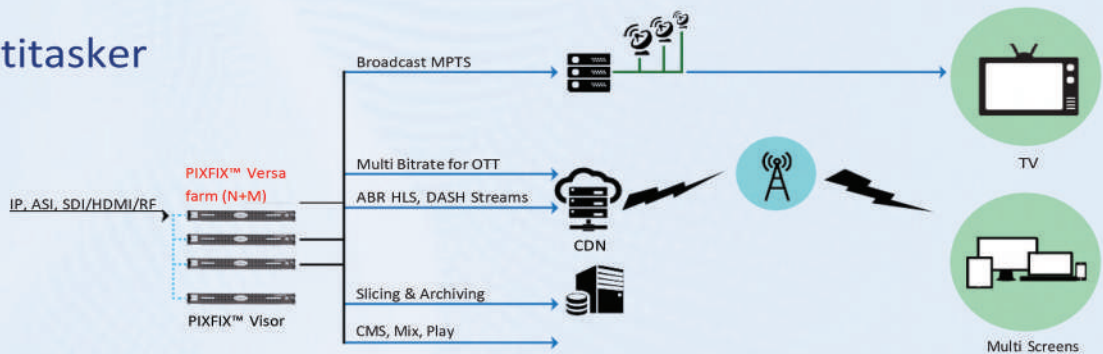 titasker
Broadcast MPTS
TV
Multi Bitrate for OTT
PIXFIX™ Versa
farm (N+M)
ABR HLS, DASH Streams
IP, ASI, SDI/HDMI/RF
CDN
Slicing & Archiving
PIXFIX™ Visor
CMS, Mix, Play
Multi Screens